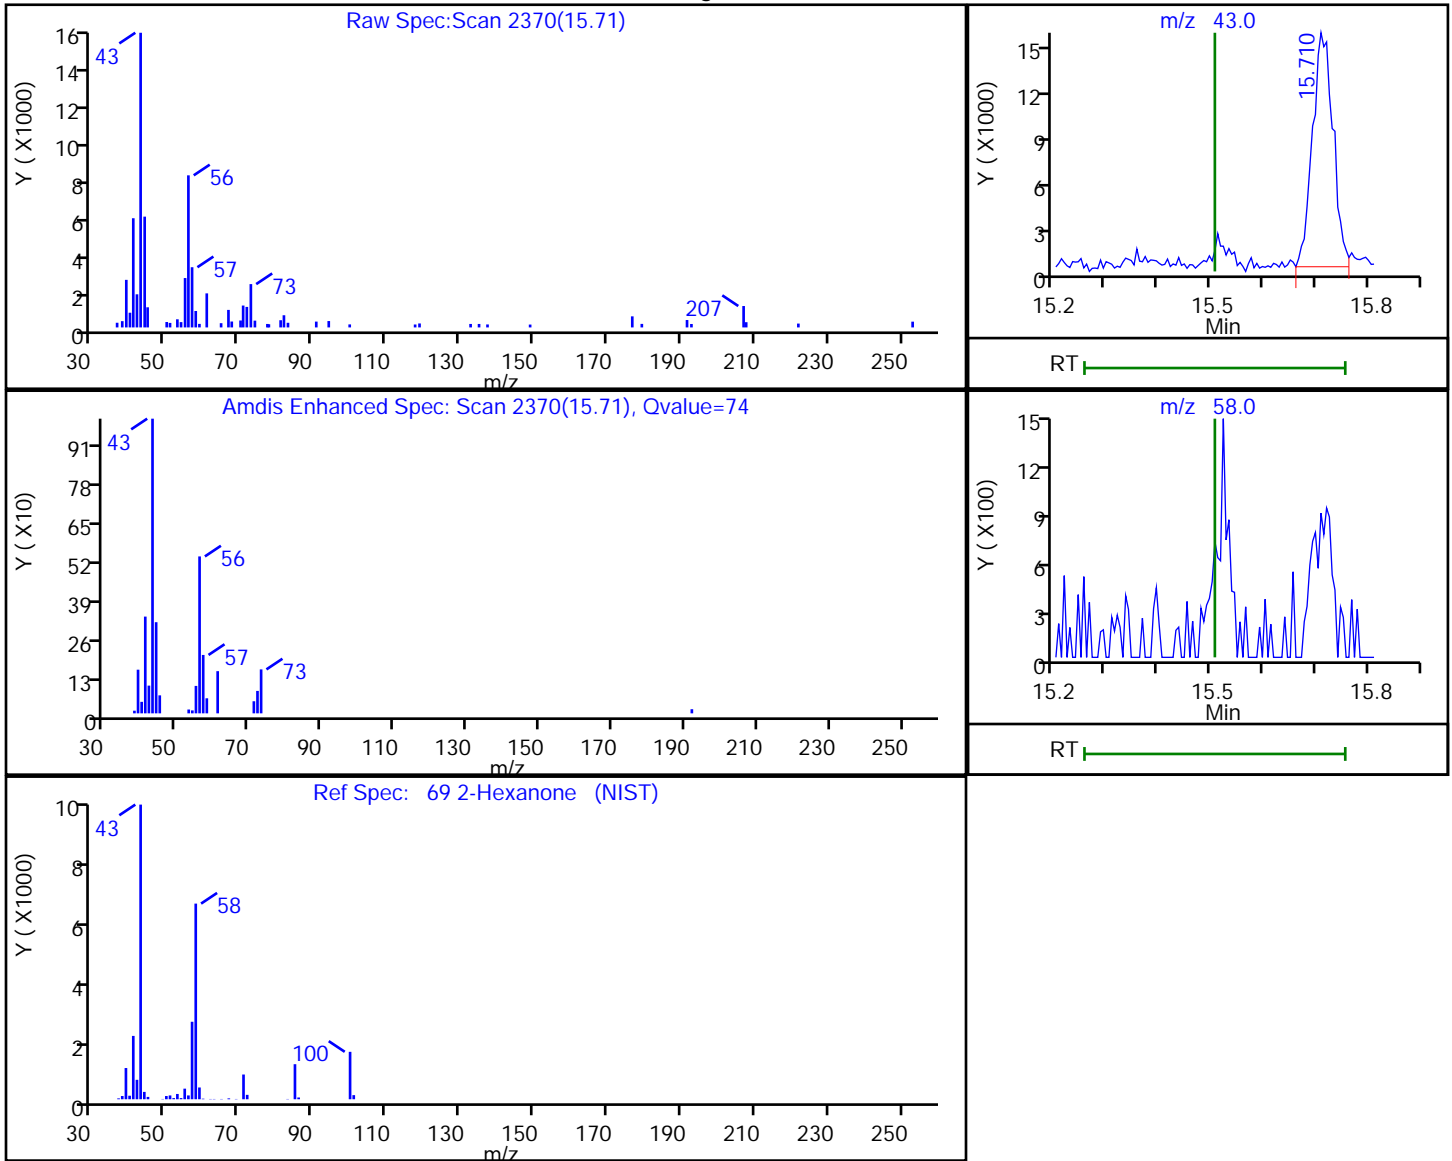 Raw Spec:Scan 2370(15.71)
Y ( X1000)
16
14
12
10
8
6
4
2
0
43
56
57
73
207
30 50 70 90 110 130 150 170 190 210 230 250
m/z
m/z 43.0
Y ( X1000)
15
12
9
6
3
0
15.710
15.2 15.5 15.8
Min
RT
Amdis Enhanced Spec: Scan 2370(15.71), Qvalue=74
Y ( X10)
91
78
65
52
39
26
13
0
43
56
57
73
30 50 70 90 110 130 150 170 190 210 230 250
m/z
m/z 58.0
Y ( X100)
15
12
9
6
3
0
15.2 15.5 15.8
Min
RT
Ref Spec: 69 2-Hexanone (NIST)
Y ( X1000)
10
8
6
4
2
0
43
58
100
30 50 70 90 110 130 150 170 190 210 230 250
m/z